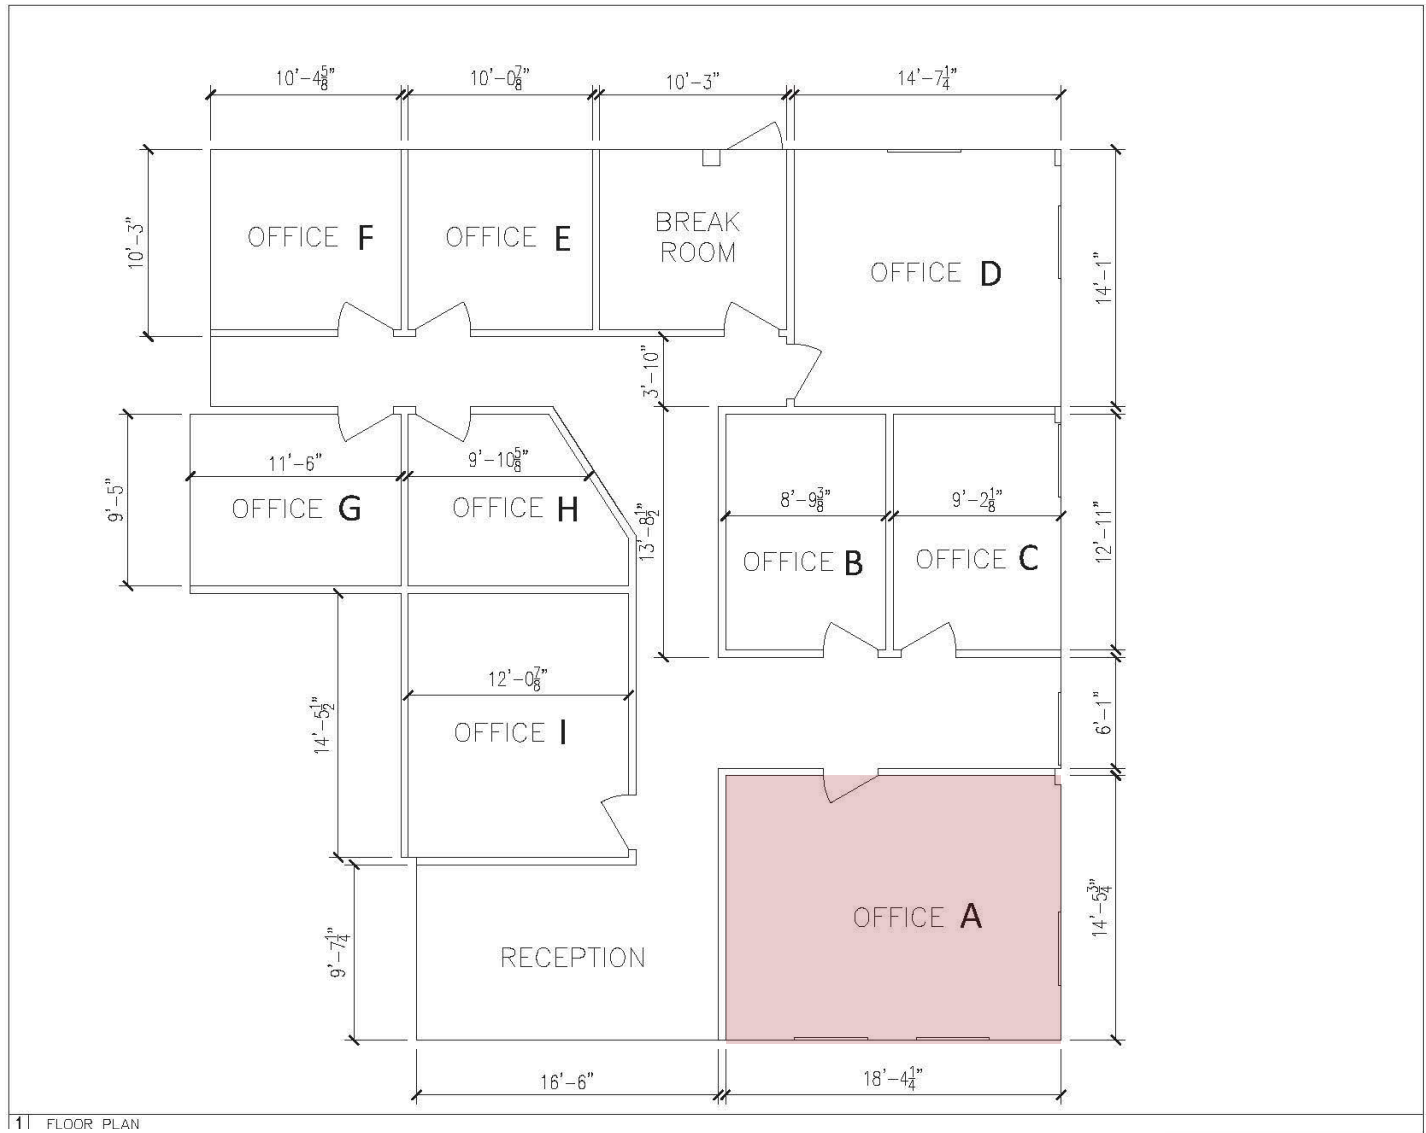 10'-4⅝" 10'-0⅞" 10'-3" 14'-7¼"
10'-3"
OFFICE F
OFFICE E
BREAK
ROOM
OFFICE D
14'-1"
3'-10"
9'-5"
11'-6"
OFFICE G
9'-10⅝"
OFFICE H
13'-8½"
8'-9⅜"
OFFICE B
9'-2⅛"
OFFICE C
12'-11"
14'-5½"
12'-0⅞"
OFFICE I
6'-1"
9'-7¼"
RECEPTION
OFFICE A
14'-5¾"
16'-6"
18'-4¼"
1 FLOOR PLAN